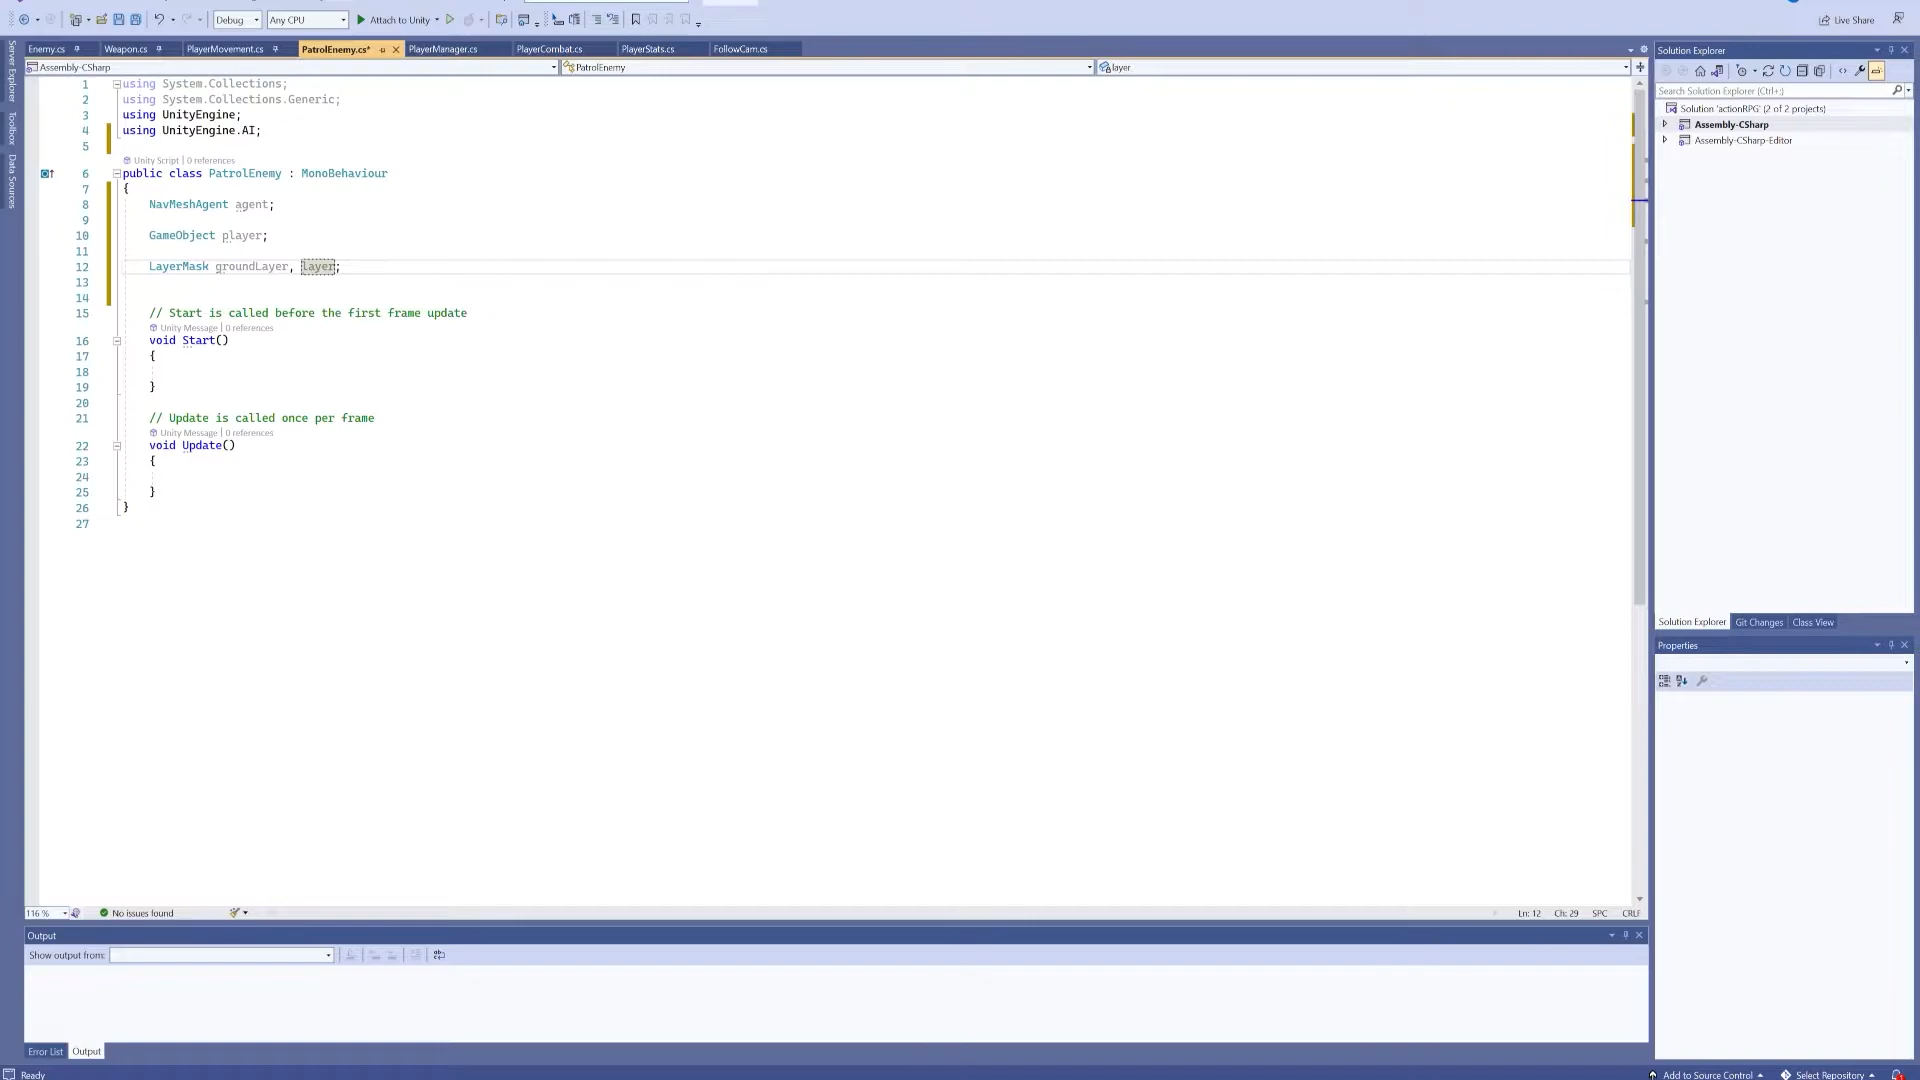 Debug
Any CPU
Attach to Unity
Live Share
Server Explorer
Toolbox
Data Sources
Enemy.cs
Weapon.cs
PlayerMovement.cs
PatrolEnemy.cs*
PlayerManager.cs
PlayerCombat.cs
PlayerStats.cs
FollowCam.cs
Assembly-CSharp
PatrolEnemy
layer
1 using System.Collections;
2 using System.Collections.Generic;
3 using UnityEngine;
4 using UnityEngine.AI;
5
Unity Script | 0 references
6 public class PatrolEnemy : MonoBehaviour
7 {
8 NavMeshAgent agent;
9
10 GameObject player;
11
12 LayerMask groundLayer, layer;
13
14
15 // Start is called before the first frame update
Unity Message | 0 references
16 void Start()
17 {
18
19 }
20
21 // Update is called once per frame
Unity Message | 0 references
22 void Update()
23 {
24
25 }
26 }
27
116 %
No issues found
Ln: 12
Ch: 29
SPC
CRLF
Output
Show output from:
Error List
Output
Ready
Solution Explorer
Search Solution Explorer (Ctrl+;)
Solution 'actionRPG' (2 of 2 projects)
Assembly-CSharp
Assembly-CSharp-Editor
Solution Explorer
Git Changes
Class View
Properties
Add to Source Control
Select Repository